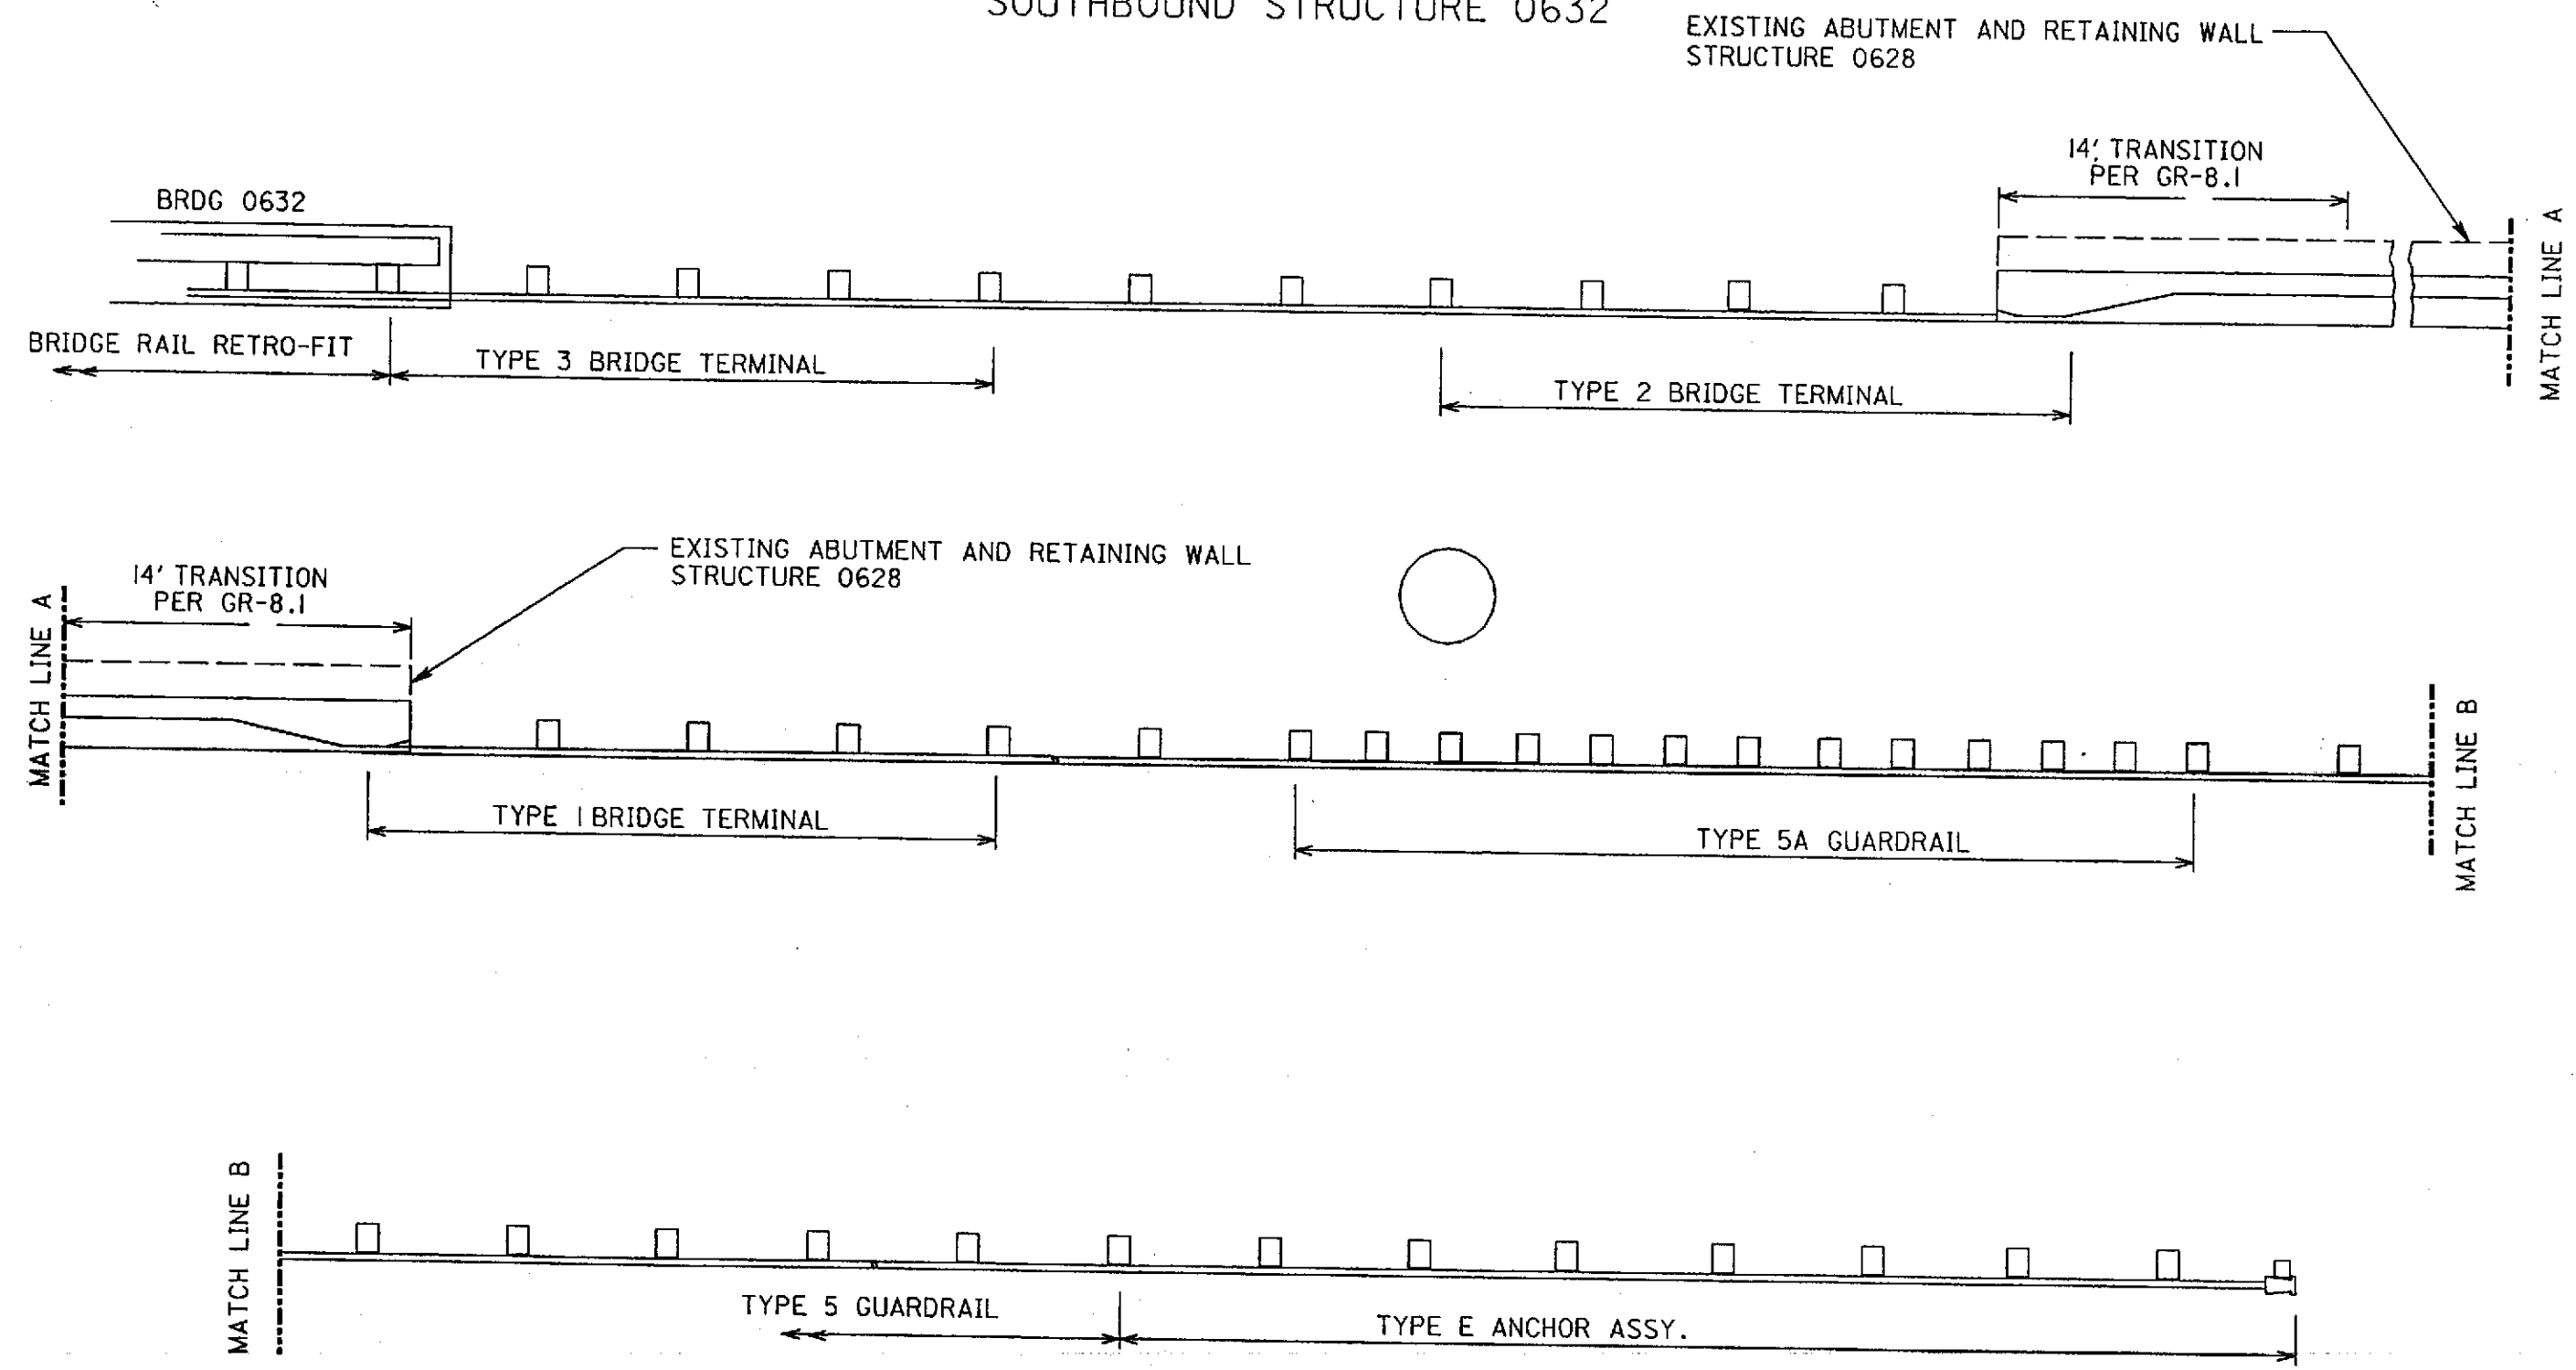 SOUTHBOUND STRUCTURE 0632
EXISTING ABUTMENT AND RETAINING WALL
STRUCTURE 0628
14' TRANSITION
PER GR-8.1
BRDG 0632
MATCH LINE A
BRIDGE RAIL RETRO-FIT
TYPE 3 BRIDGE TERMINAL
TYPE 2 BRIDGE TERMINAL
EXISTING ABUTMENT AND RETAINING WALL
STRUCTURE 0628
14' TRANSITION
PER GR-8.1
MATCH LINE A
TYPE 1 BRIDGE TERMINAL
TYPE 5A GUARDRAIL
MATCH LINE B
MATCH LINE B
TYPE 5 GUARDRAIL
TYPE E ANCHOR ASSY.